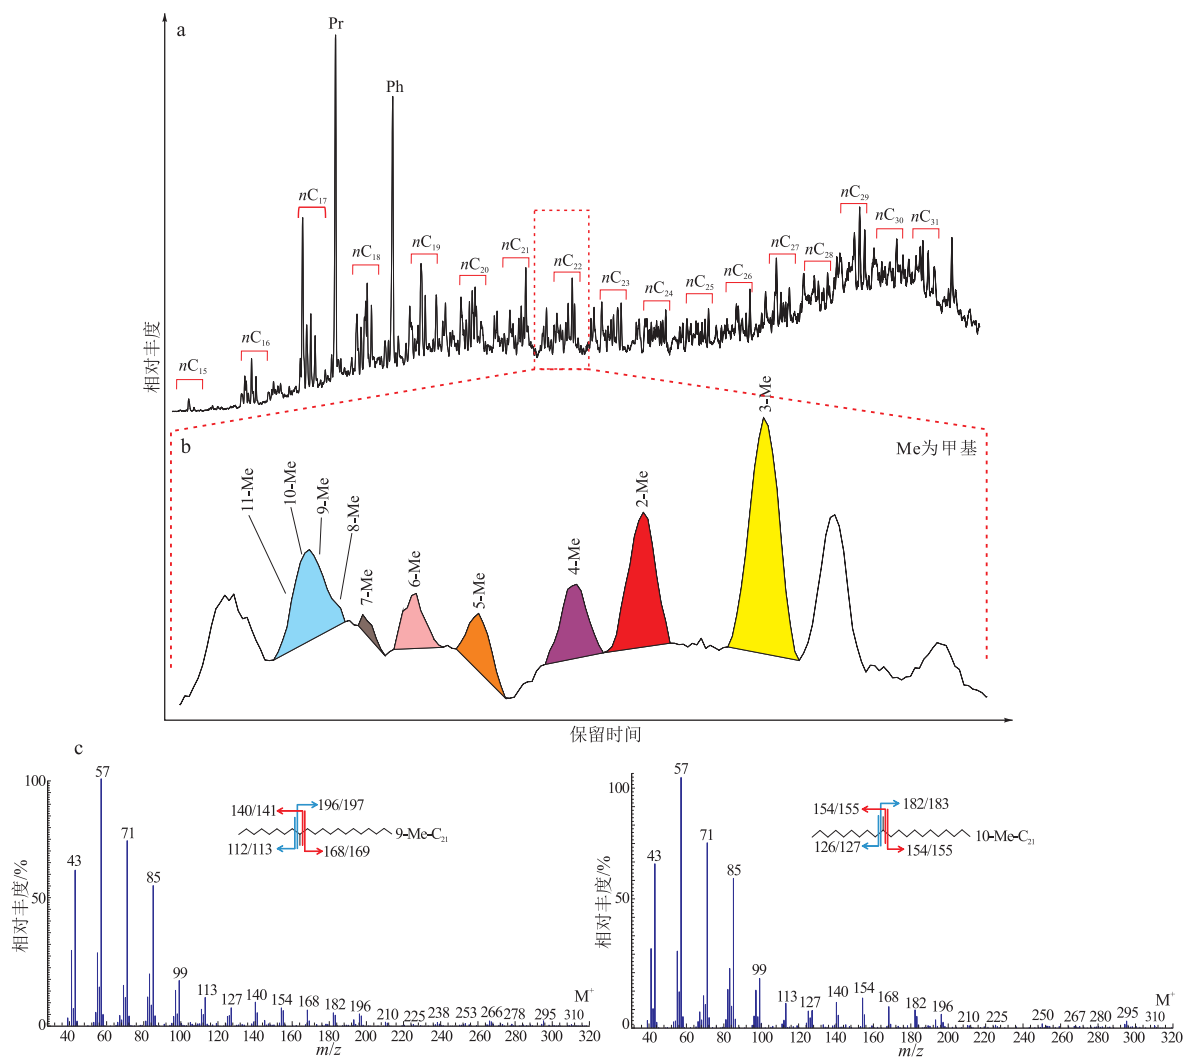 a
Pr
Ph
nC₁₅
nC₁₆
nC₁₇
nC₁₈
nC₁₉
nC₂₀
nC₂₁
nC₂₂
nC₂₃
nC₂₄
nC₂₅
nC₂₆
nC₂₇
nC₂₈
nC₂₉
nC₃₀
nC₃₁
相对丰度
b
Me为甲基
11-Me
10-Me
9-Me
8-Me
7-Me
6-Me
5-Me
4-Me
2-Me
3-Me
保留时间
c
100
50
0
相对丰度/%
43
57
71
85
99
113
127
140
154
168
182
196
210
225
238
253
266
278
295
310
M⁺
140/141
196/197
112/113
168/169
9-Me-C₂₁
40 60 80 100 120 140 160 180 200 220 240 260 280 300 320
m/z
100
50
0
相对丰度/%
43
57
71
85
99
113
127
140
154
168
182
196
210
225
250
267
280
295
310
M⁺
154/155
182/183
126/127
154/155
10-Me-C₂₁
40 60 80 100 120 140 160 180 200 220 240 260 280 300 320
m/z